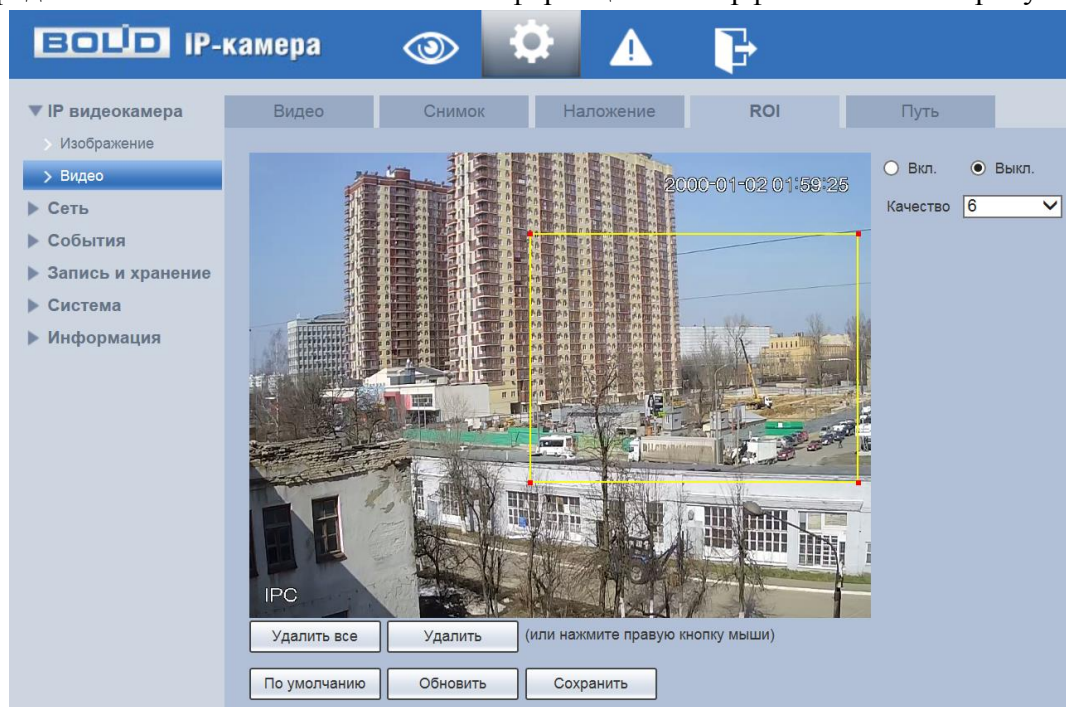 BOLID IP-камера
IP видеокамера
Изображение
Видео
Сеть
События
Запись и хранение
Система
Информация
Видео Снимок Наложение ROI Путь
2000-01-02 01:59:25
IPC
Вкл. Выкл.
Качество 6
Удалить все Удалить (или нажмите правую кнопку мыши)
По умолчанию Обновить Сохранить